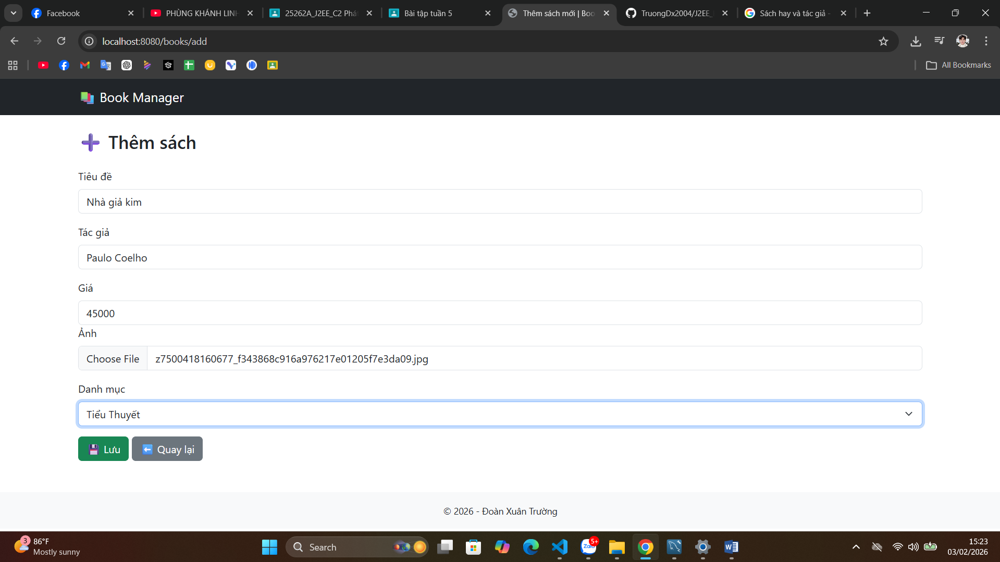 Facebook
PHÙNG KHÁNH LINH
25262A_J2EE_C2 Phá
Bài tập tuần 5
Thêm sách mới | Boo
TruongDx2004/J2EE_
Sách hay và tác giả -
localhost:8080/books/add
All Bookmarks
Book Manager
Thêm sách
Tiêu đề
Nhà giả kim
Tác giả
Paulo Coelho
Giá
45000
Ảnh
Choose File z7500418160677_f343868c916a976217e01205f7e3da09.jpg
Danh mục
Tiểu Thuyết
Lưu
Quay lại
© 2026 - Đoàn Xuân Trường
3
86°F
Mostly sunny
Search
Zalo
5+
15:23
03/02/2026